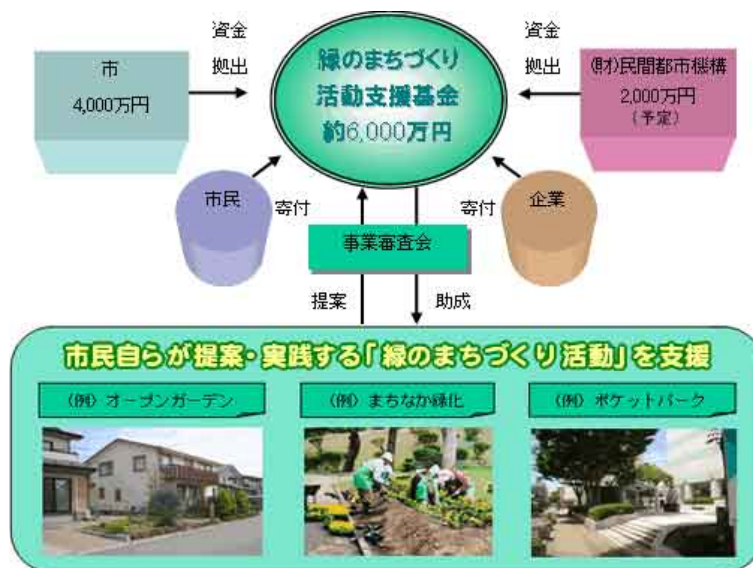 資金
拠出
市
4,000万円
緑のまちづくり
活動支援基金
約6,000万円
資金
拠出
(財)民間都市機構
2,000万円
(予定)
市民
寄付
寄付
企業
事業審査会
提案
助成
市民自らが提案・実践する「緑のまちづくり活動」を支援
(例) オープンガーデン
(例) まちなか緑化
(例) ポケットパーク